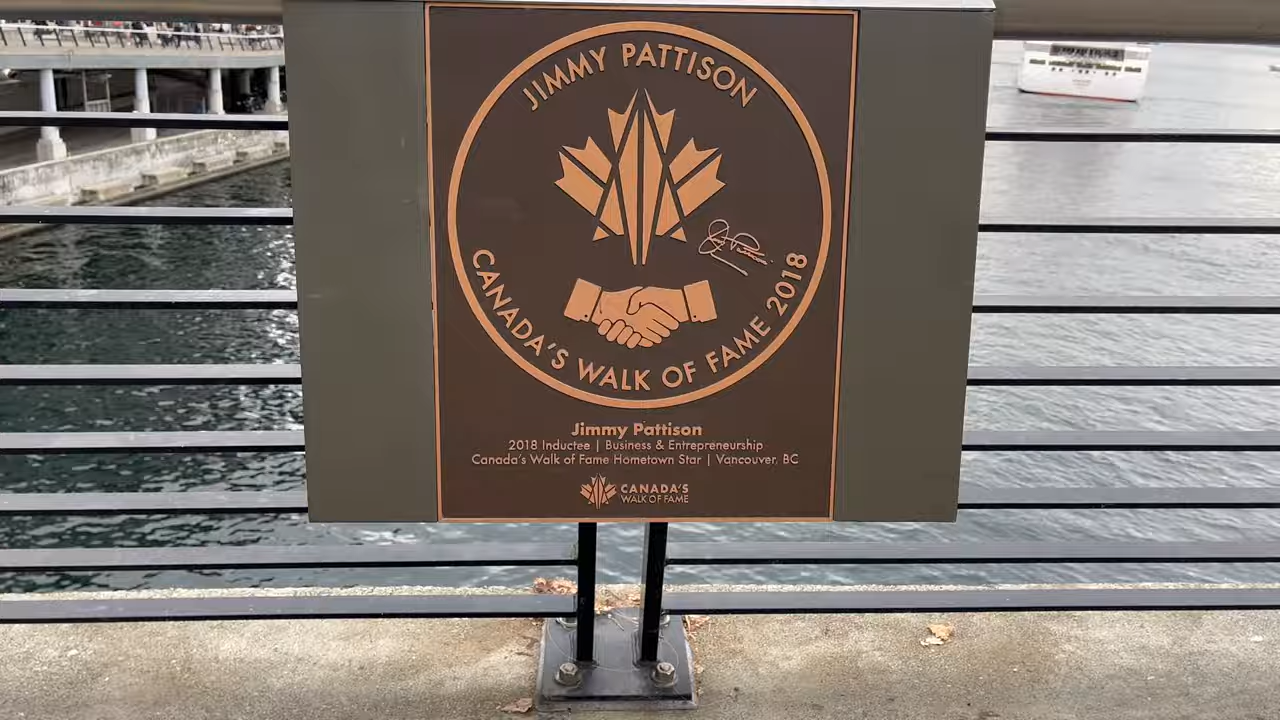 JIMMY PATTISON
CANADA'S WALK OF FAME 2018
Jimmy Pattison
2018 Inductee | Business & Entrepreneurship
Canada's Walk of Fame Hometown Star | Vancouver, BC
CANADA'S
WALK OF FAME